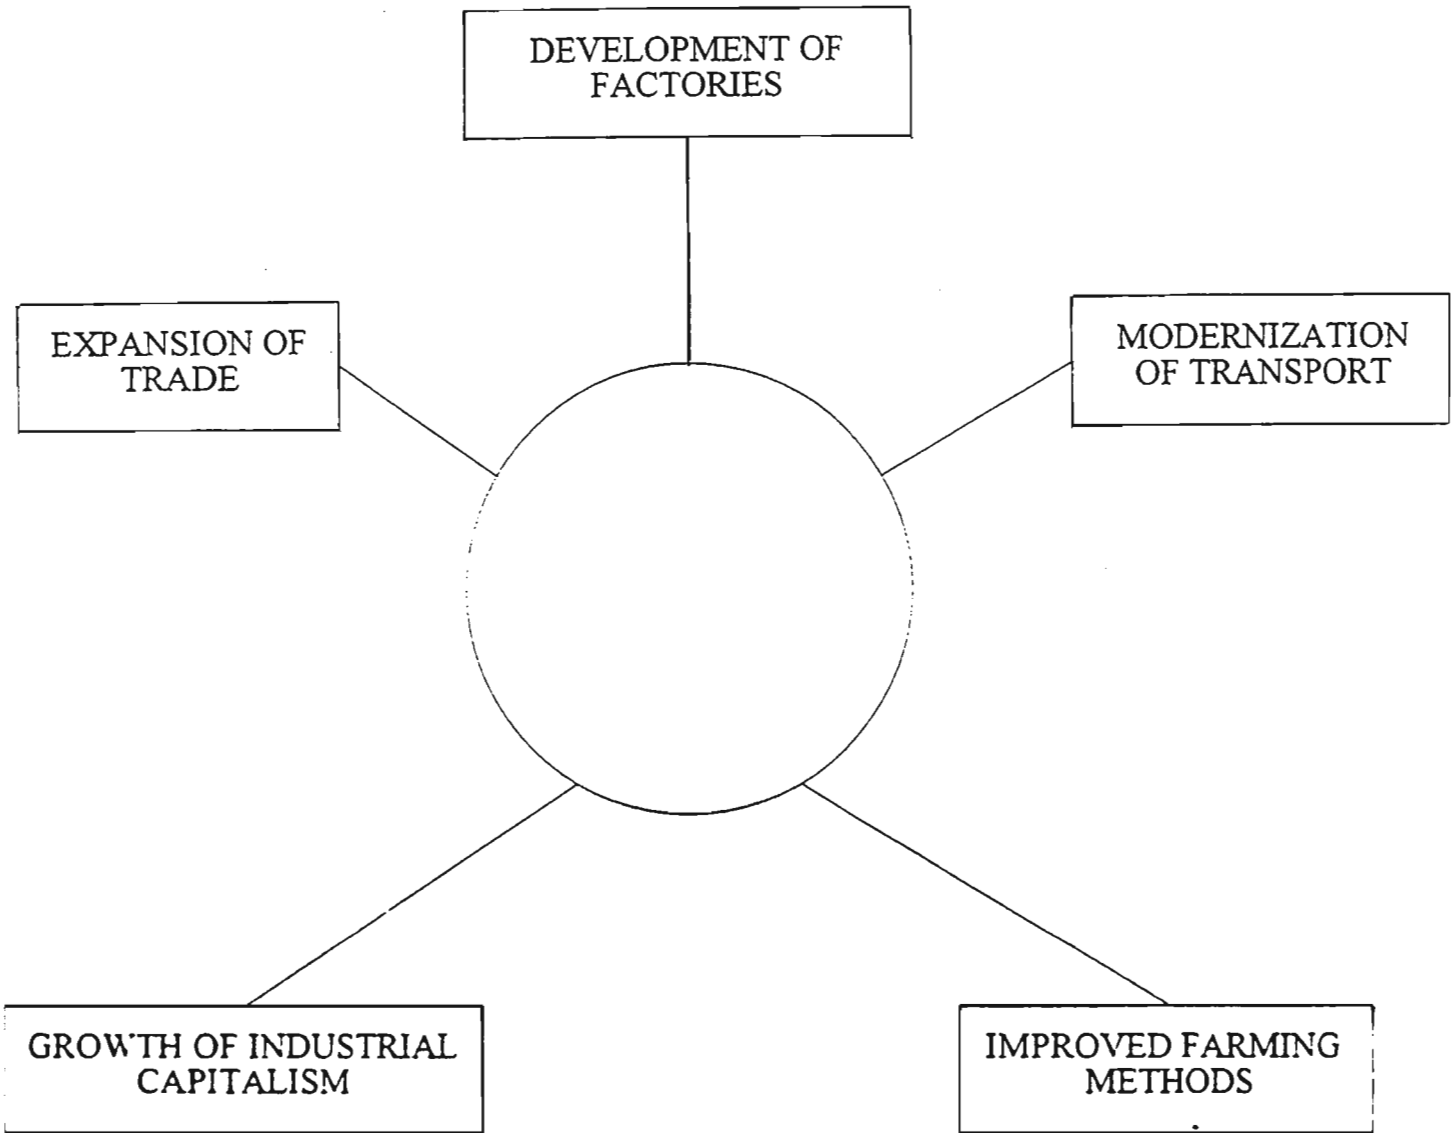 DEVELOPMENT OF
FACTORIES
EXPANSION OF
TRADE
MODERNIZATION
OF TRANSPORT
GROWTH OF INDUSTRIAL
CAPITALISM
IMPROVED FARMING
METHODS